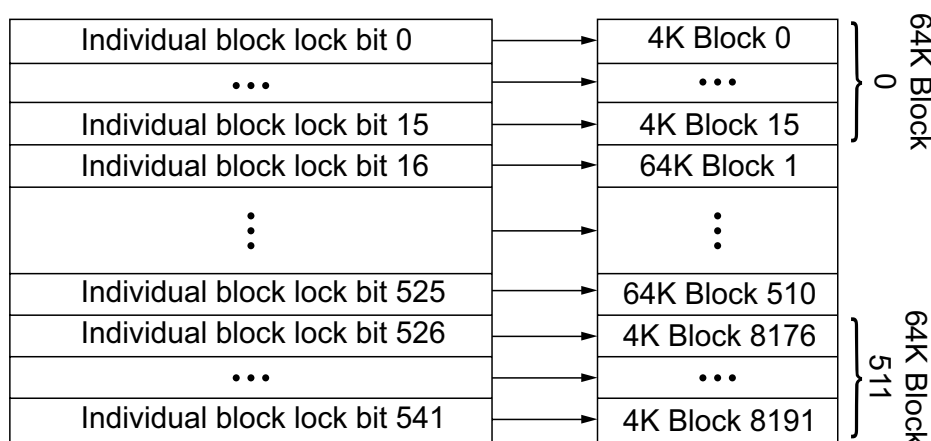 Individual block lock bit 0
4K Block 0
•••
•••
Individual block lock bit 15
4K Block 15
64K Block
0
Individual block lock bit 16
64K Block 1
Individual block lock bit 525
64K Block 510
Individual block lock bit 526
4K Block 8176
•••
•••
Individual block lock bit 541
4K Block 8191
64K Block
511